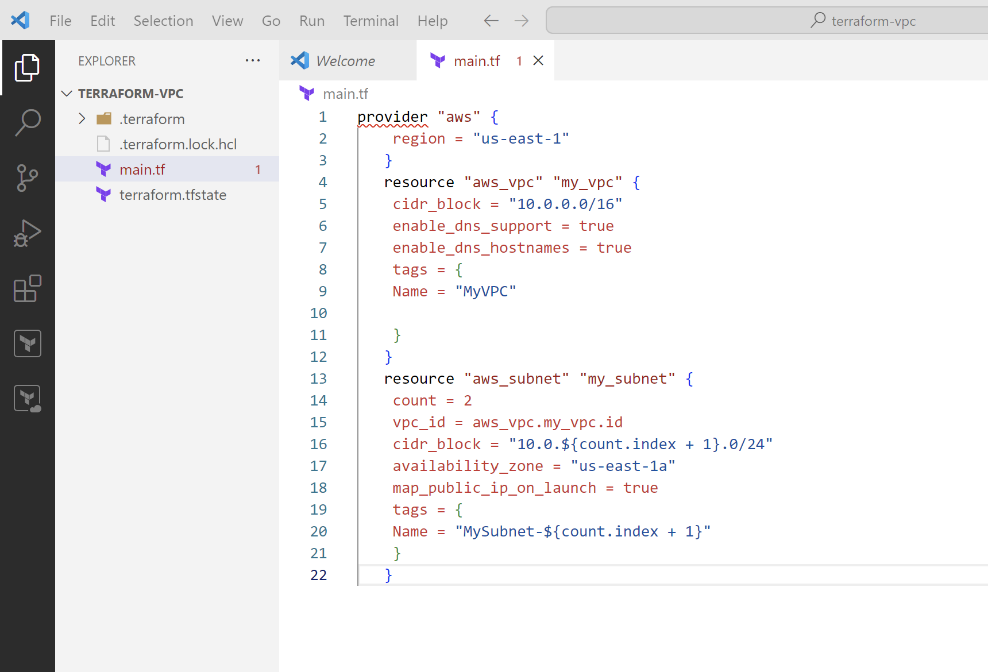 File Edit Selection View Go Run Terminal Help terraform-vpc
EXPLORER ... Welcome main.tf 1
TERRAFORM-VPC
.terraform
.terraform.lock.hcl
main.tf 1
terraform.tfstate
main.tf
1 provider "aws" {
2 region = "us-east-1"
3 }
4 resource "aws_vpc" "my_vpc" {
5 cidr_block = "10.0.0.0/16"
6 enable_dns_support = true
7 enable_dns_hostnames = true
8 tags = {
9 Name = "MyVPC"
10
11 }
12 }
13 resource "aws_subnet" "my_subnet" {
14 count = 2
15 vpc_id = aws_vpc.my_vpc.id
16 cidr_block = "10.0.${count.index + 1}.0/24"
17 availability_zone = "us-east-1a"
18 map_public_ip_on_launch = true
19 tags = {
20 Name = "MySubnet-${count.index + 1}"
21 }
22 }